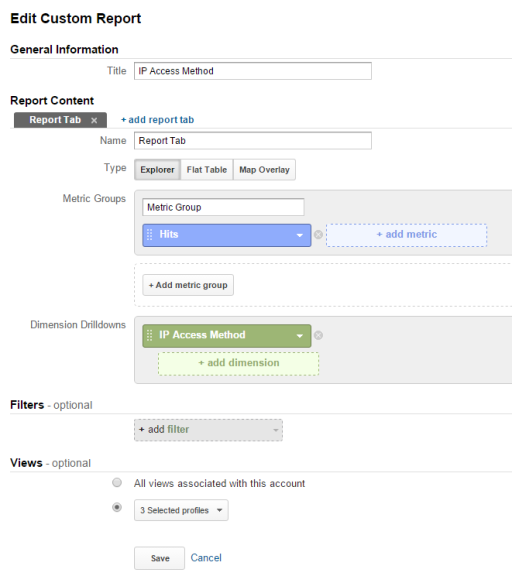 Edit Custom Report
General Information
Title IP Access Method
Report Content
Report Tab × + add report tab
Name Report Tab
Type Explorer Flat Table Map Overlay
Metric Groups
Metric Group
Hits + add metric
+ Add metric group
Dimension Drilldowns
IP Access Method
+ add dimension
Filters - optional
+ add filter
Views - optional
All views associated with this account
3 Selected profiles
Save Cancel